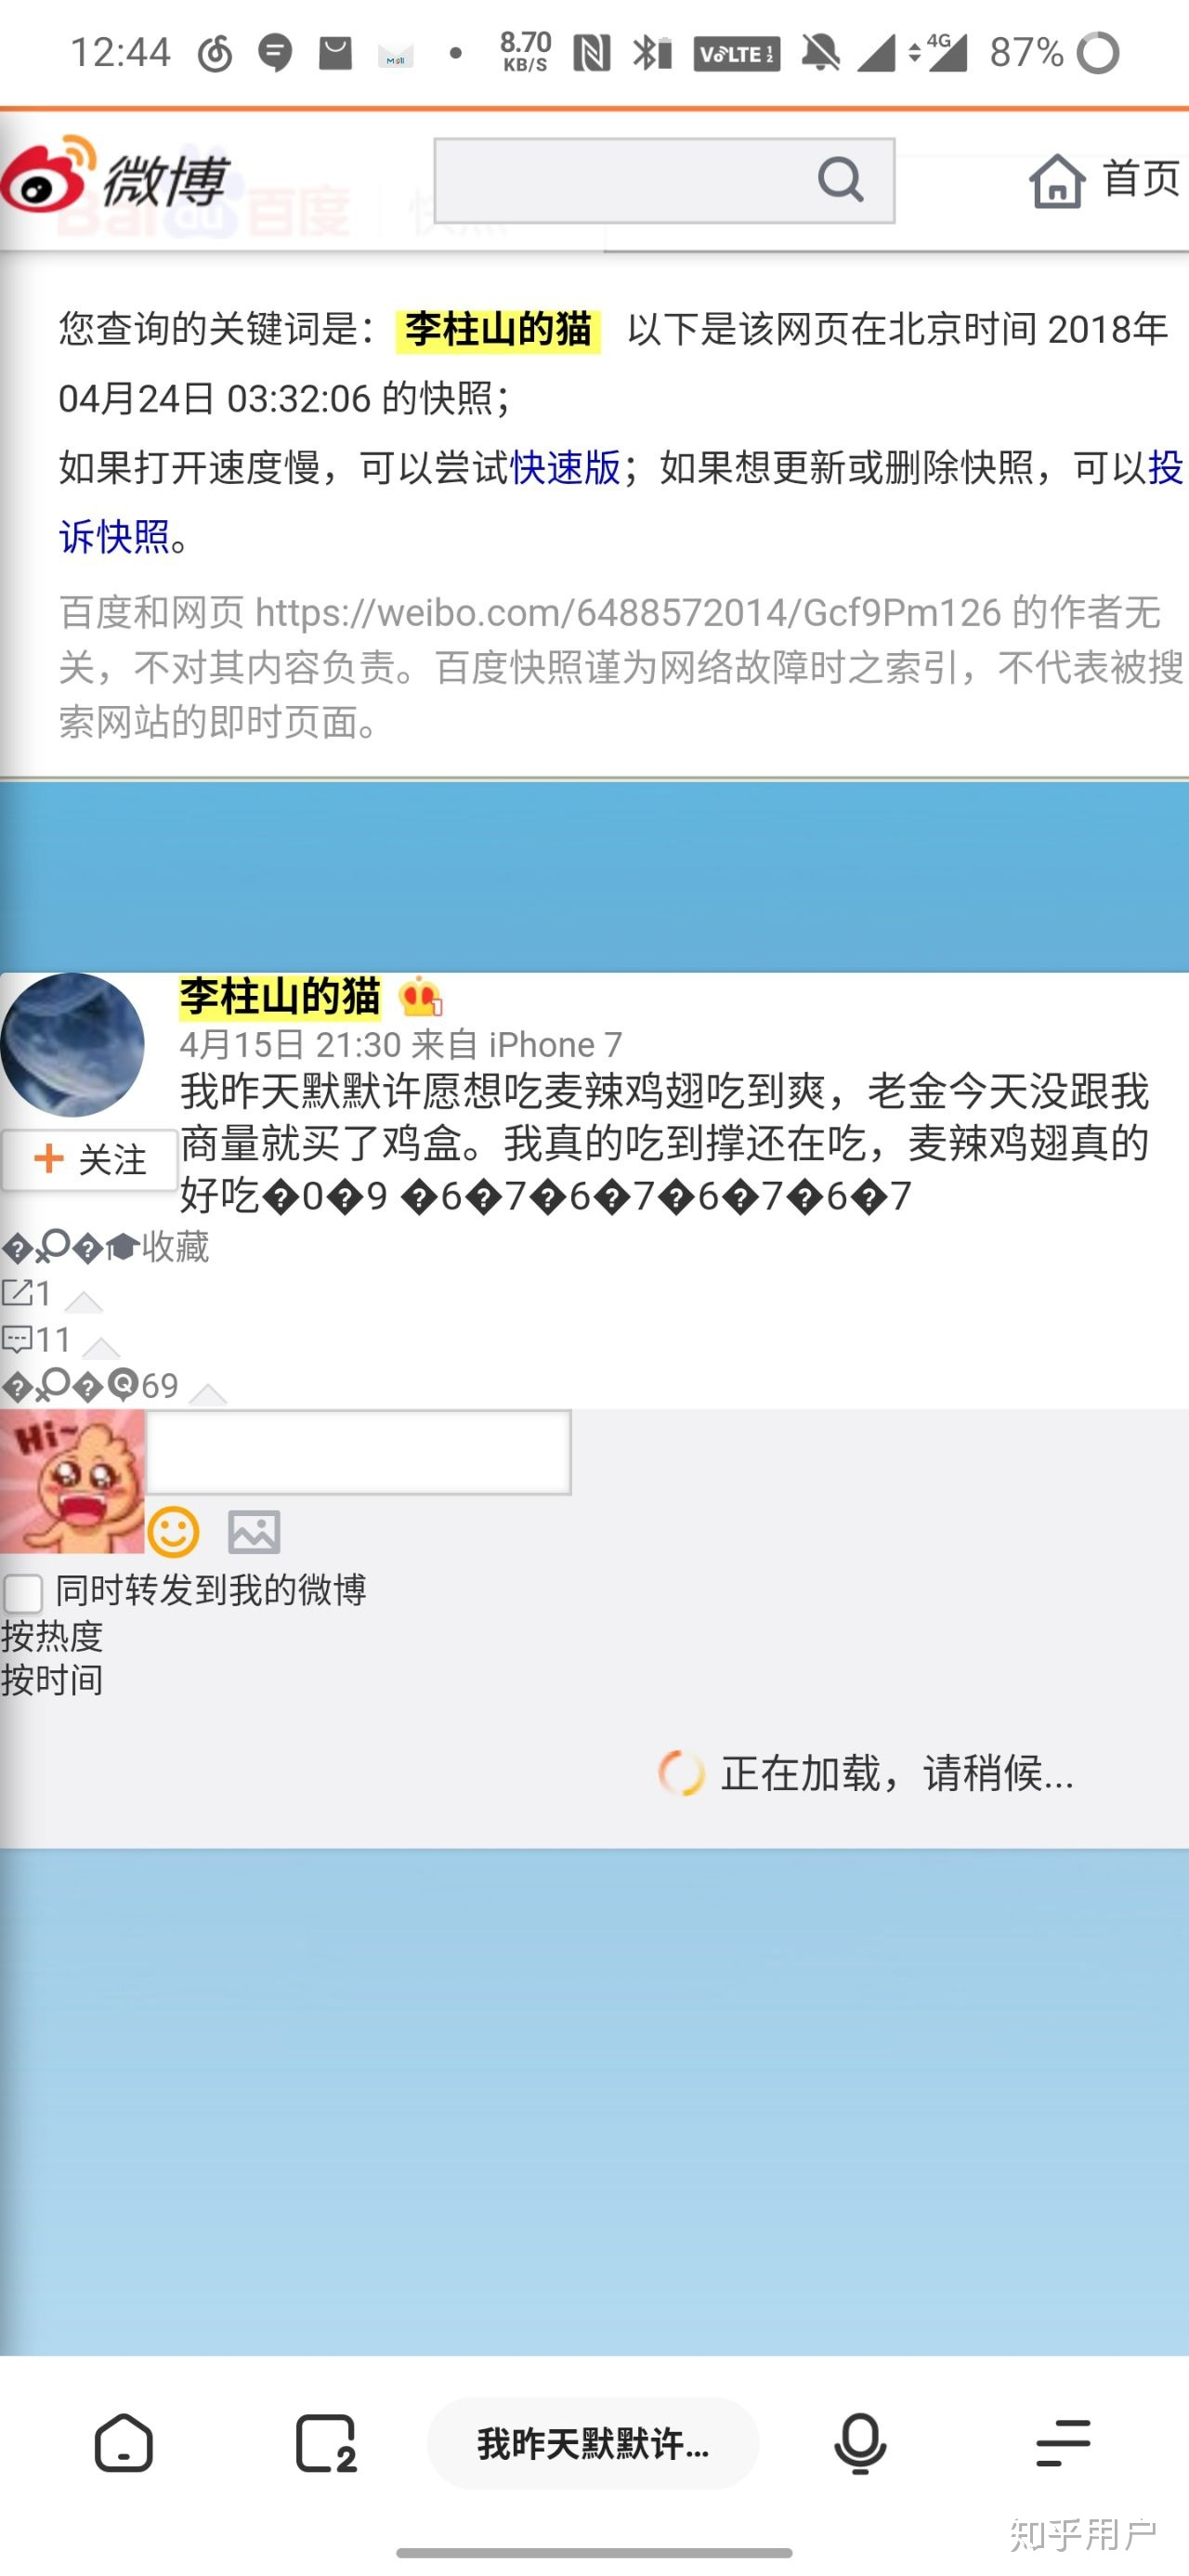 12:44 8.70 KB/S VoLTE 1 2 4G 87%
微博 首页
Bai du 百度 快照
您查询的关键词是： 李柱山的猫 以下是该网页在北京时间 2018年
04月24日 03:32:06 的快照；
如果打开速度慢，可以尝试快速版；如果想更新或删除快照，可以投
诉快照。
百度和网页 https://weibo.com/6488572014/Gcf9Pm126 的作者无
关，不对其内容负责。百度快照谨为网络故障时之索引，不代表被搜
索网站的即时页面。
李柱山的猫
4月15日 21:30 来自 iPhone 7
我昨天默默许愿想吃麦辣鸡翅吃到爽，老金今天没跟我
+ 关注
商量就买了鸡盒。我真的吃到撑还在吃，麦辣鸡翅真的
好吃�0�9 �6�7�6�7�6�7�6�7
收藏
1
11
69
Hi~
同时转发到我的微博
按热度
按时间
正在加载，请稍候...
2 我昨天默默许...
知乎用户